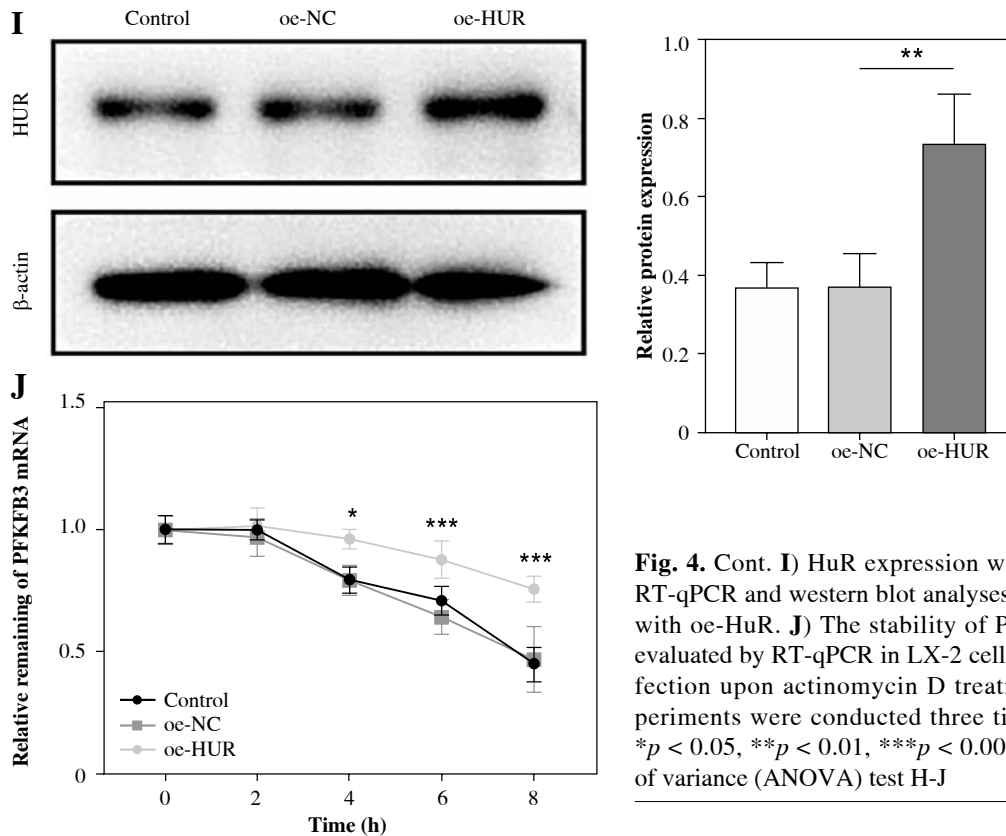 I
Control oe-NC oe-HUR
HUR
β-actin
1.0
0.8
0.6
0.4
0.2
0
Relative protein expression
**
Control oe-NC oe-HUR
J
1.5
1.0
0.5
0
Relative remaining of PFKFB3 mRNA
*
***
***
Control
oe-NC
oe-HUR
0 2 4 6 8
Time (h)
Fig. 4. Cont. I) HuR expression w
RT-qPCR and western blot analyses
with oe-HuR. J) The stability of P
evaluated by RT-qPCR in LX-2 cell
fection upon actinomycin D treati
periments were conducted three ti
*p < 0.05, **p < 0.01, ***p < 0.00
of variance (ANOVA) test H-J